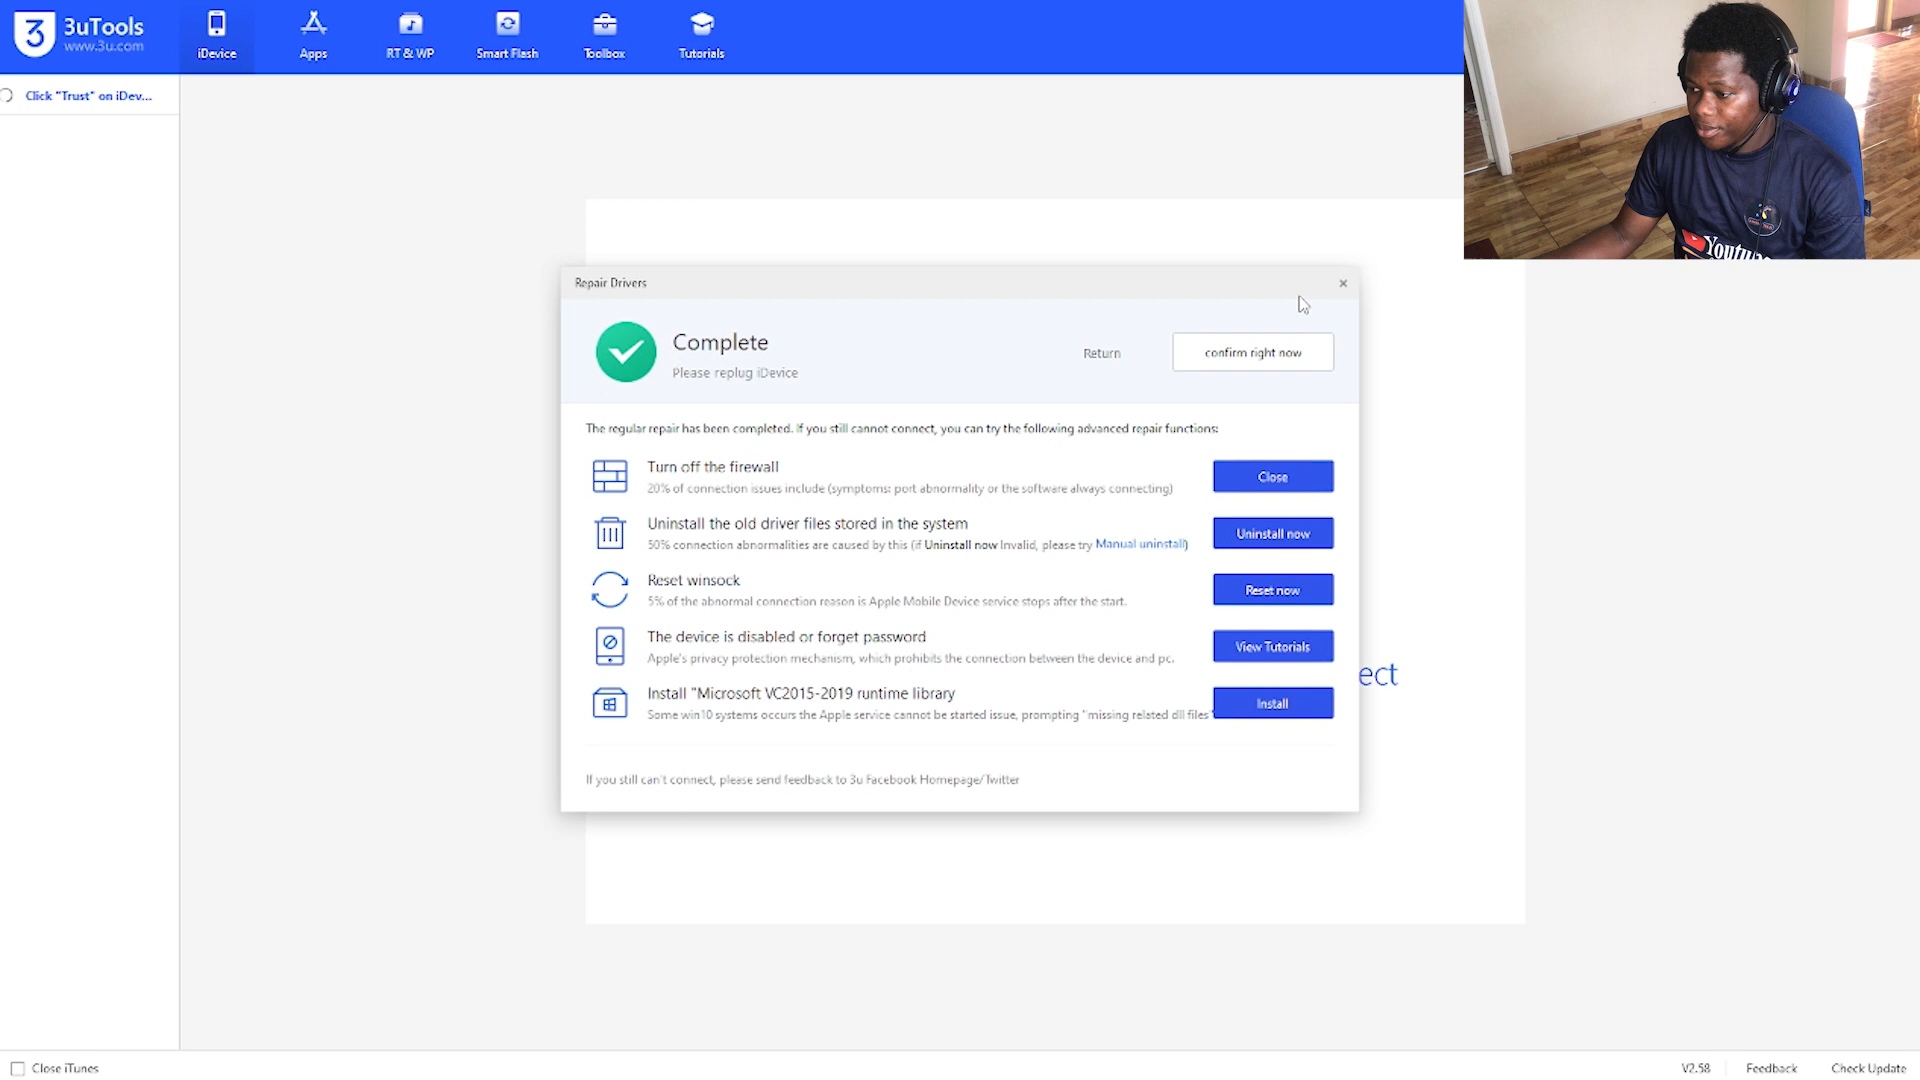 3uTools
www.3u.com
iDevice
Apps
RT & WP
Smart Flash
Toolbox
Tutorials
Click "Trust" on iDev...
Youtu
Repair Drivers
Complete
Please replug iDevice
Return
confirm right now
The regular repair has been completed. If you still cannot connect, you can try the following advanced repair functions:
Turn off the firewall
20% of connection issues include (symptoms: port abnormality or the software always connecting)
Close
Uninstall the old driver files stored in the system
50% connection abnormalities are caused by this (if Uninstall now Invalid, please try Manual uninstall)
Uninstall now
Reset winsock
5% of the abnormal connection reason is Apple Mobile Device service stops after the start.
Reset now
The device is disabled or forget password
Apple's privacy protection mechanism, which prohibits the connection between the device and pc.
View Tutorials
ect
Install "Microsoft VC2015-2019 runtime library
Some win10 systems occurs the Apple service cannot be started issue, prompting "missing related dll files"
Install
If you still can't connect, please send feedback to 3u Facebook Homepage/Twitter
Close iTunes
V2.58
Feedback
Check Update